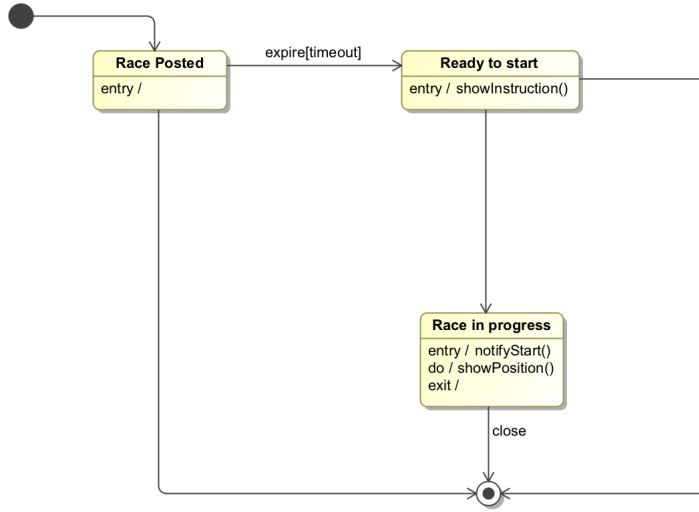 Race Posted
entry /
expire[timeout]
Ready to start
entry / showInstruction()
Race in progress
entry / notifyStart()
do / showPosition()
exit /
close